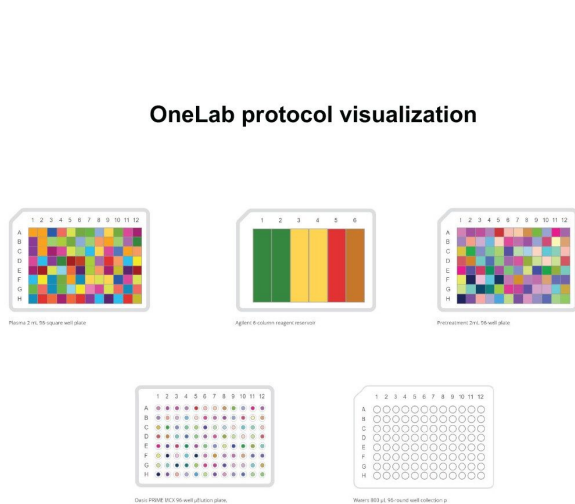 OneLab protocol visualization
1 2 3 4 5 6 7 8 9 10 11 12
A
B
C
D
E
F
G
H
Plasma 2 mL 96-square well plate
1 2 3 4 5 6
Agilent 6-column reagent reservoir
1 2 3 4 5 6 7 8 9 10 11 12
A
B
C
D
E
F
G
H
Pretreatment 2mL 96-well plate
1 2 3 4 5 6 7 8 9 10 11 12
A
B
C
D
E
F
G
H
Oasis PRIME MCX 96-well µElution plate,
1 2 3 4 5 6 7 8 9 10 11 12
A
B
C
D
E
F
G
H
Waters 800 µL 96-round well collection p